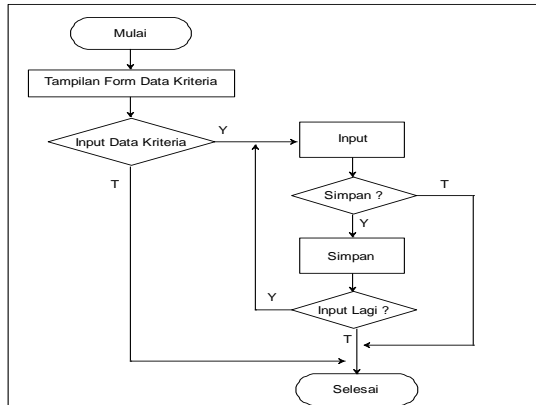 Mulai
Tampilan Form Data Kriteria
Input Data Kriteria
Y
Input
T
Simpan ?
T
Y
Simpan
Y
Input Lagi ?
T
Selesai